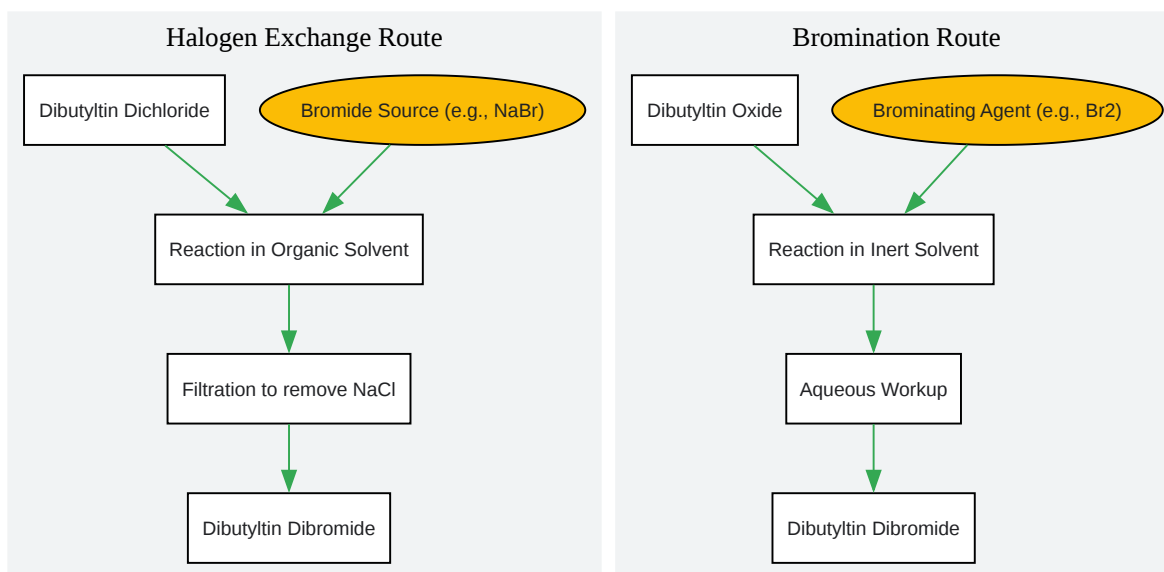 Halogen Exchange Route
Dibutyltin Dichloride
Bromide Source (e.g., NaBr)
Reaction in Organic Solvent
Filtration to remove NaCl
Dibutyltin Dibromide
Bromination Route
Dibutyltin Oxide
Brominating Agent (e.g., Br2)
Reaction in Inert Solvent
Aqueous Workup
Dibutyltin Dibromide